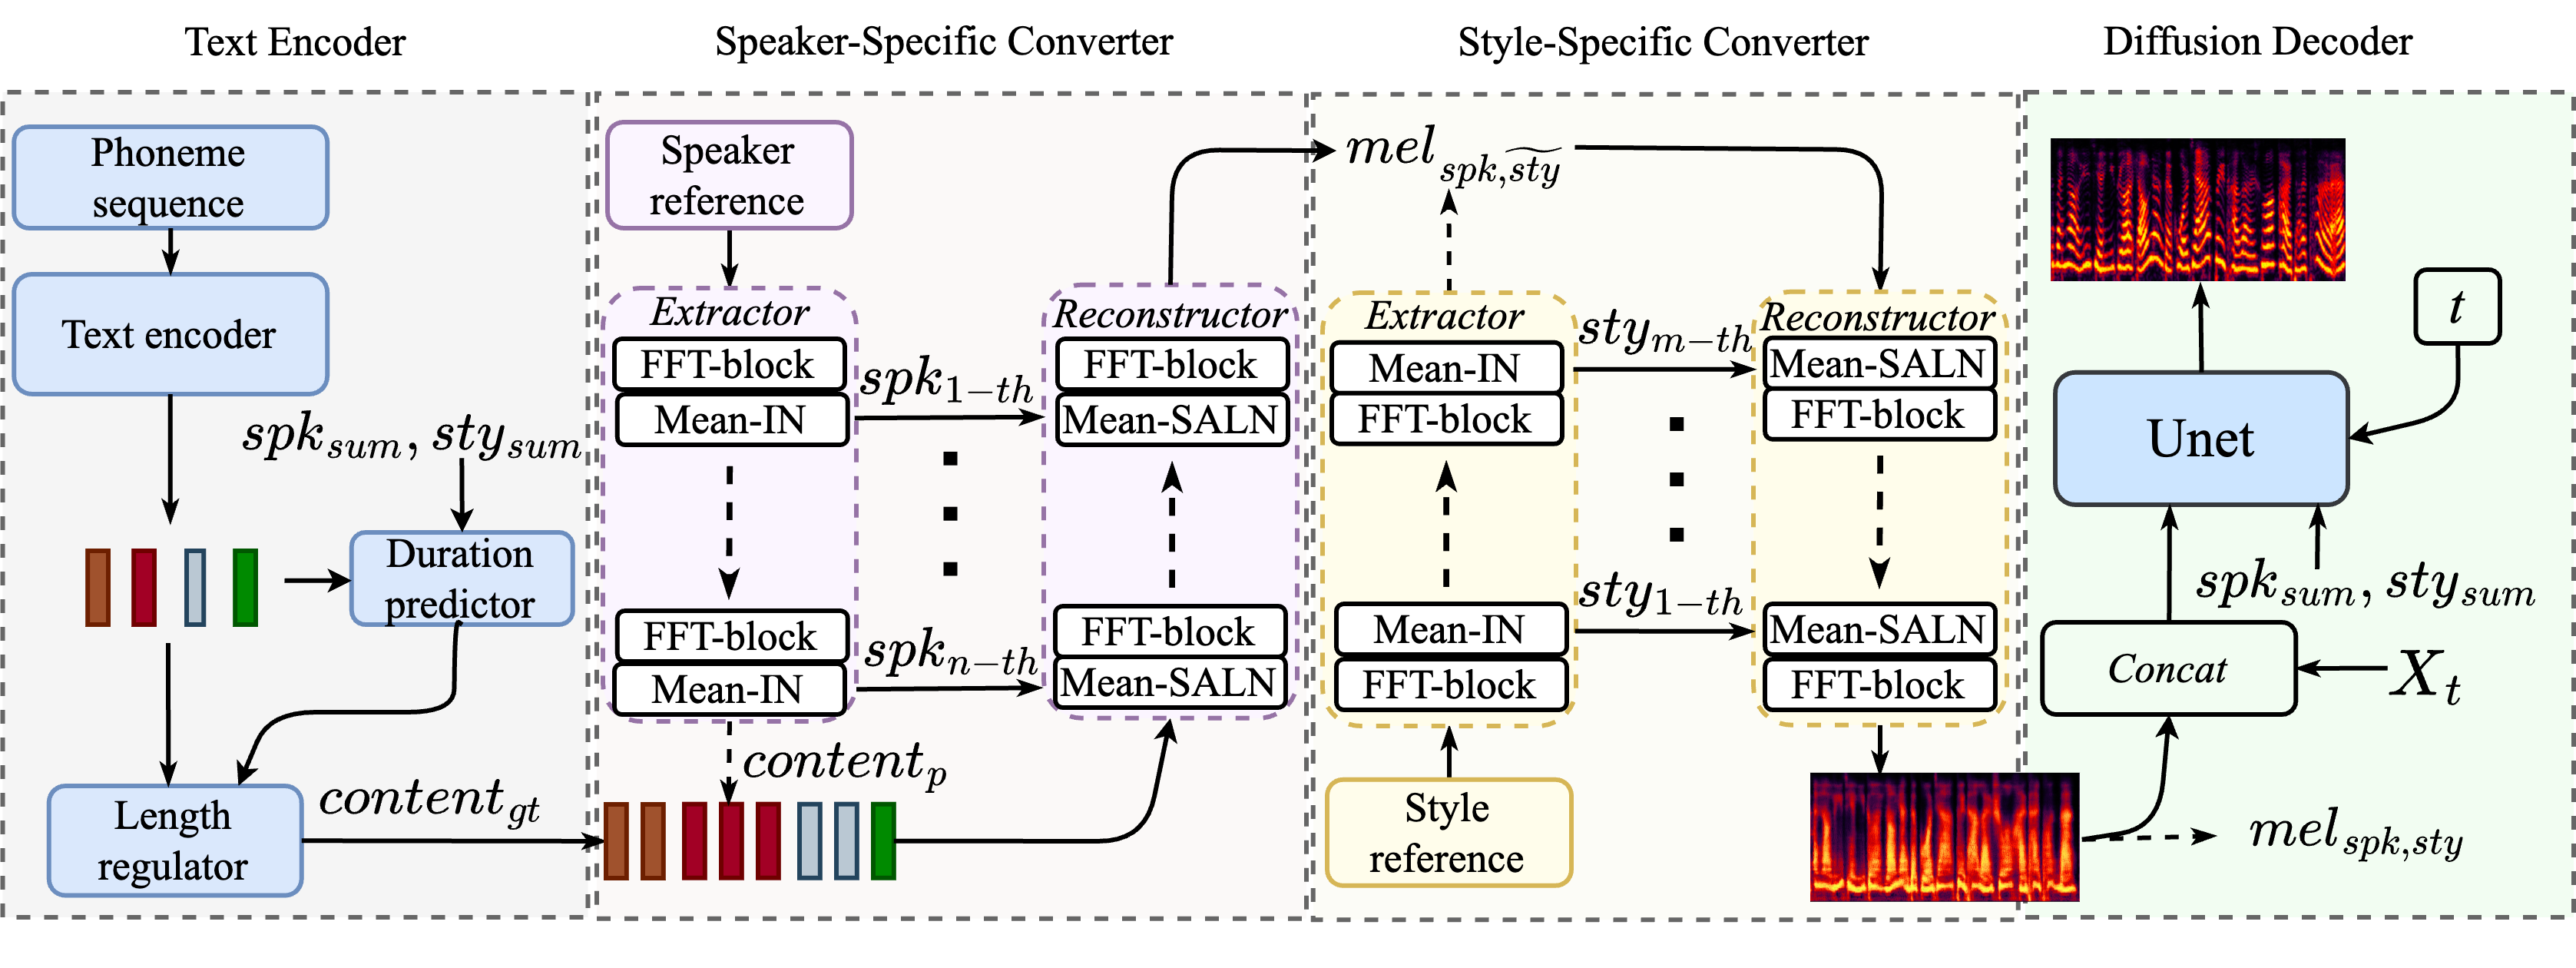 Text Encoder
Phoneme
sequence
Text encoder
spk_{sum}, sty_{sum}
Duration
predictor
Length
regulator
content_{gt}
Speaker-Specific Converter
Speaker
reference
Extractor
FFT-block
Mean-IN
FFT-block
Mean-IN
spk_{1-th}
spk_{n-th}
content_{p}
Reconstructor
FFT-block
Mean-SALN
FFT-block
Mean-SALN
Style-Specific Converter
mel_{spk,\widetilde{sty}}
Extractor
Mean-IN
FFT-block
Mean-IN
FFT-block
Style
reference
sty_{m-th}
sty_{1-th}
Reconstructor
Mean-SALN
FFT-block
Mean-SALN
FFT-block
Diffusion Decoder
t
Unet
spk_{sum}, sty_{sum}
Concat
X_{t}
mel_{spk,sty}